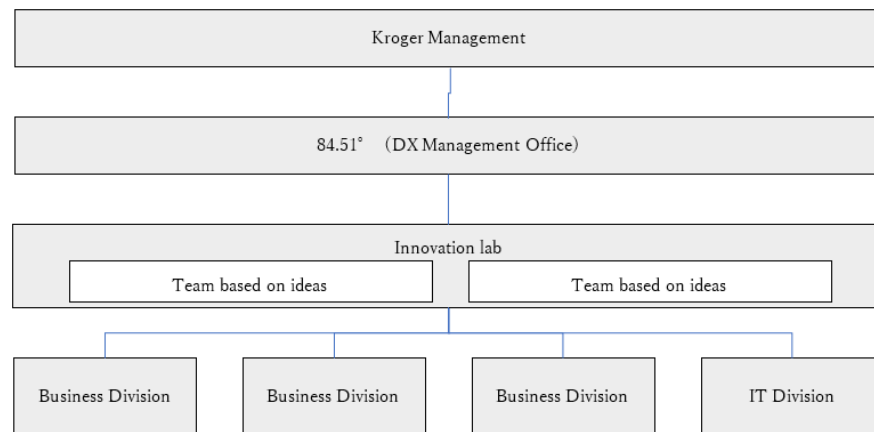 Kroger Management
84.51° （DX Management Office）
Innovation lab
Team based on ideas
Team based on ideas
Business Division
Business Division
Business Division
IT Division